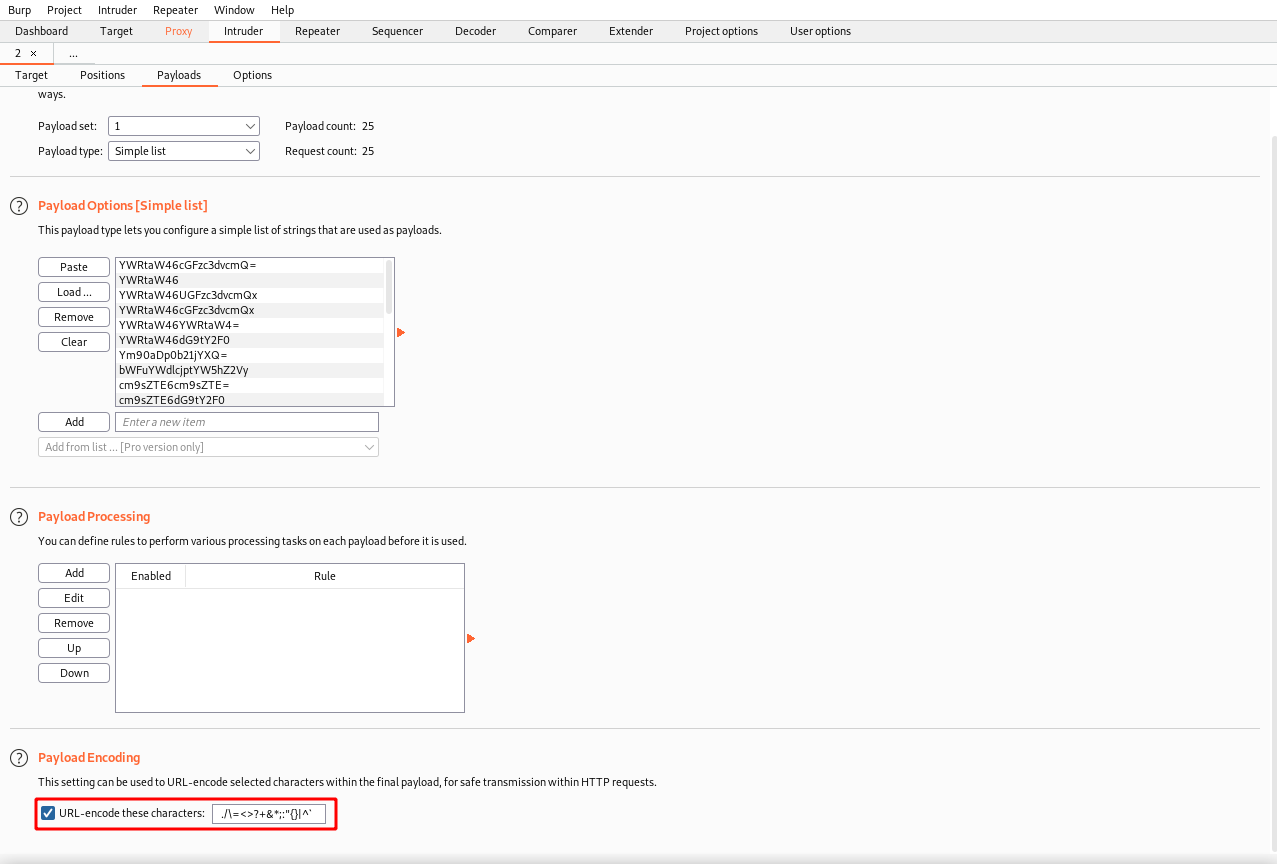 Burp Project Intruder Repeater Window Help
Dashboard Target Proxy Intruder Repeater Sequencer Decoder Comparer Extender Project options User options
2 × ...
Target Positions Payloads Options
ways.
Payload set: 1 Payload count: 25
Payload type: Simple list Request count: 25
? Payload Options [Simple list]
This payload type lets you configure a simple list of strings that are used as payloads.
Paste
Load ...
Remove
Clear
YWRtaW46cGFzc3dvcmQ=
YWRtaW46
YWRtaW46UGFzc3dvcmQx
YWRtaW46cGFzc3dvcmQx
YWRtaW46YWRtaW4=
YWRtaW46dG9tY2F0
Ym90aDp0b21jYXQ=
bWFuYWdlcjptYW5hZ2Vy
cm9sZTE6cm9sZTE=
cm9sZTE6dG9tY2F0
Add Enter a new item
Add from list ... [Pro version only]
? Payload Processing
You can define rules to perform various processing tasks on each payload before it is used.
Add
Edit
Remove
Up
Down
Enabled Rule
? Payload Encoding
This setting can be used to URL-encode selected characters within the final payload, for safe transmission within HTTP requests.
URL-encode these characters: ./\=<>?+&*;:"{}|^`